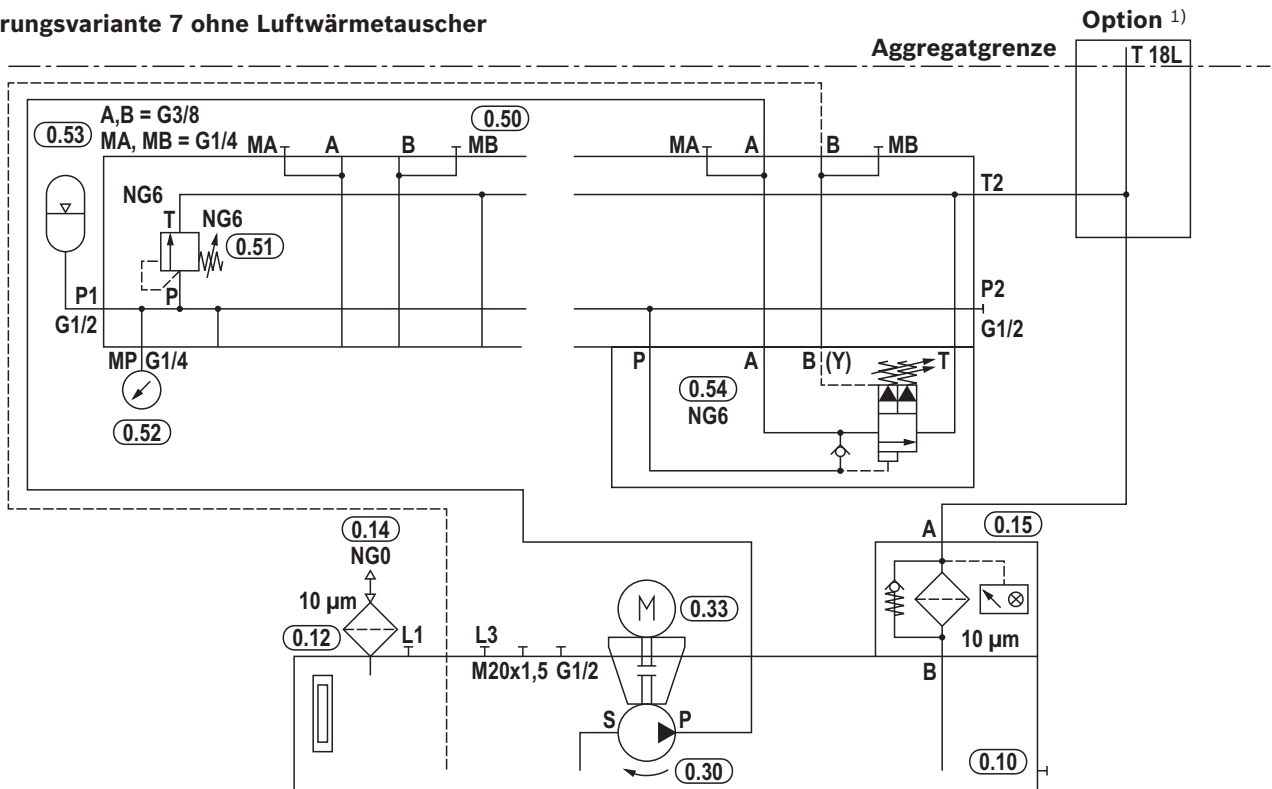 rungsvariante 7 ohne Luftwärmetauscher
Option 1)
Aggregatgrenze
T 18L
A,B = G3/8
0.53
MA, MB = G1/4
MA
A
B
0.50
MB
MA
A
B
MB
NG6
T
NG6
0.51
T2
P1
P
P2
G1/2
G1/2
MP
G1/4
P
A
B
(Y)
T
0.54
NG6
0.52
0.14
NG0
A
0.15
10 µm
0.12
L1
L3
M
0.33
10 µm
M20x1,5
G1/2
B
S
P
0.30
0.10